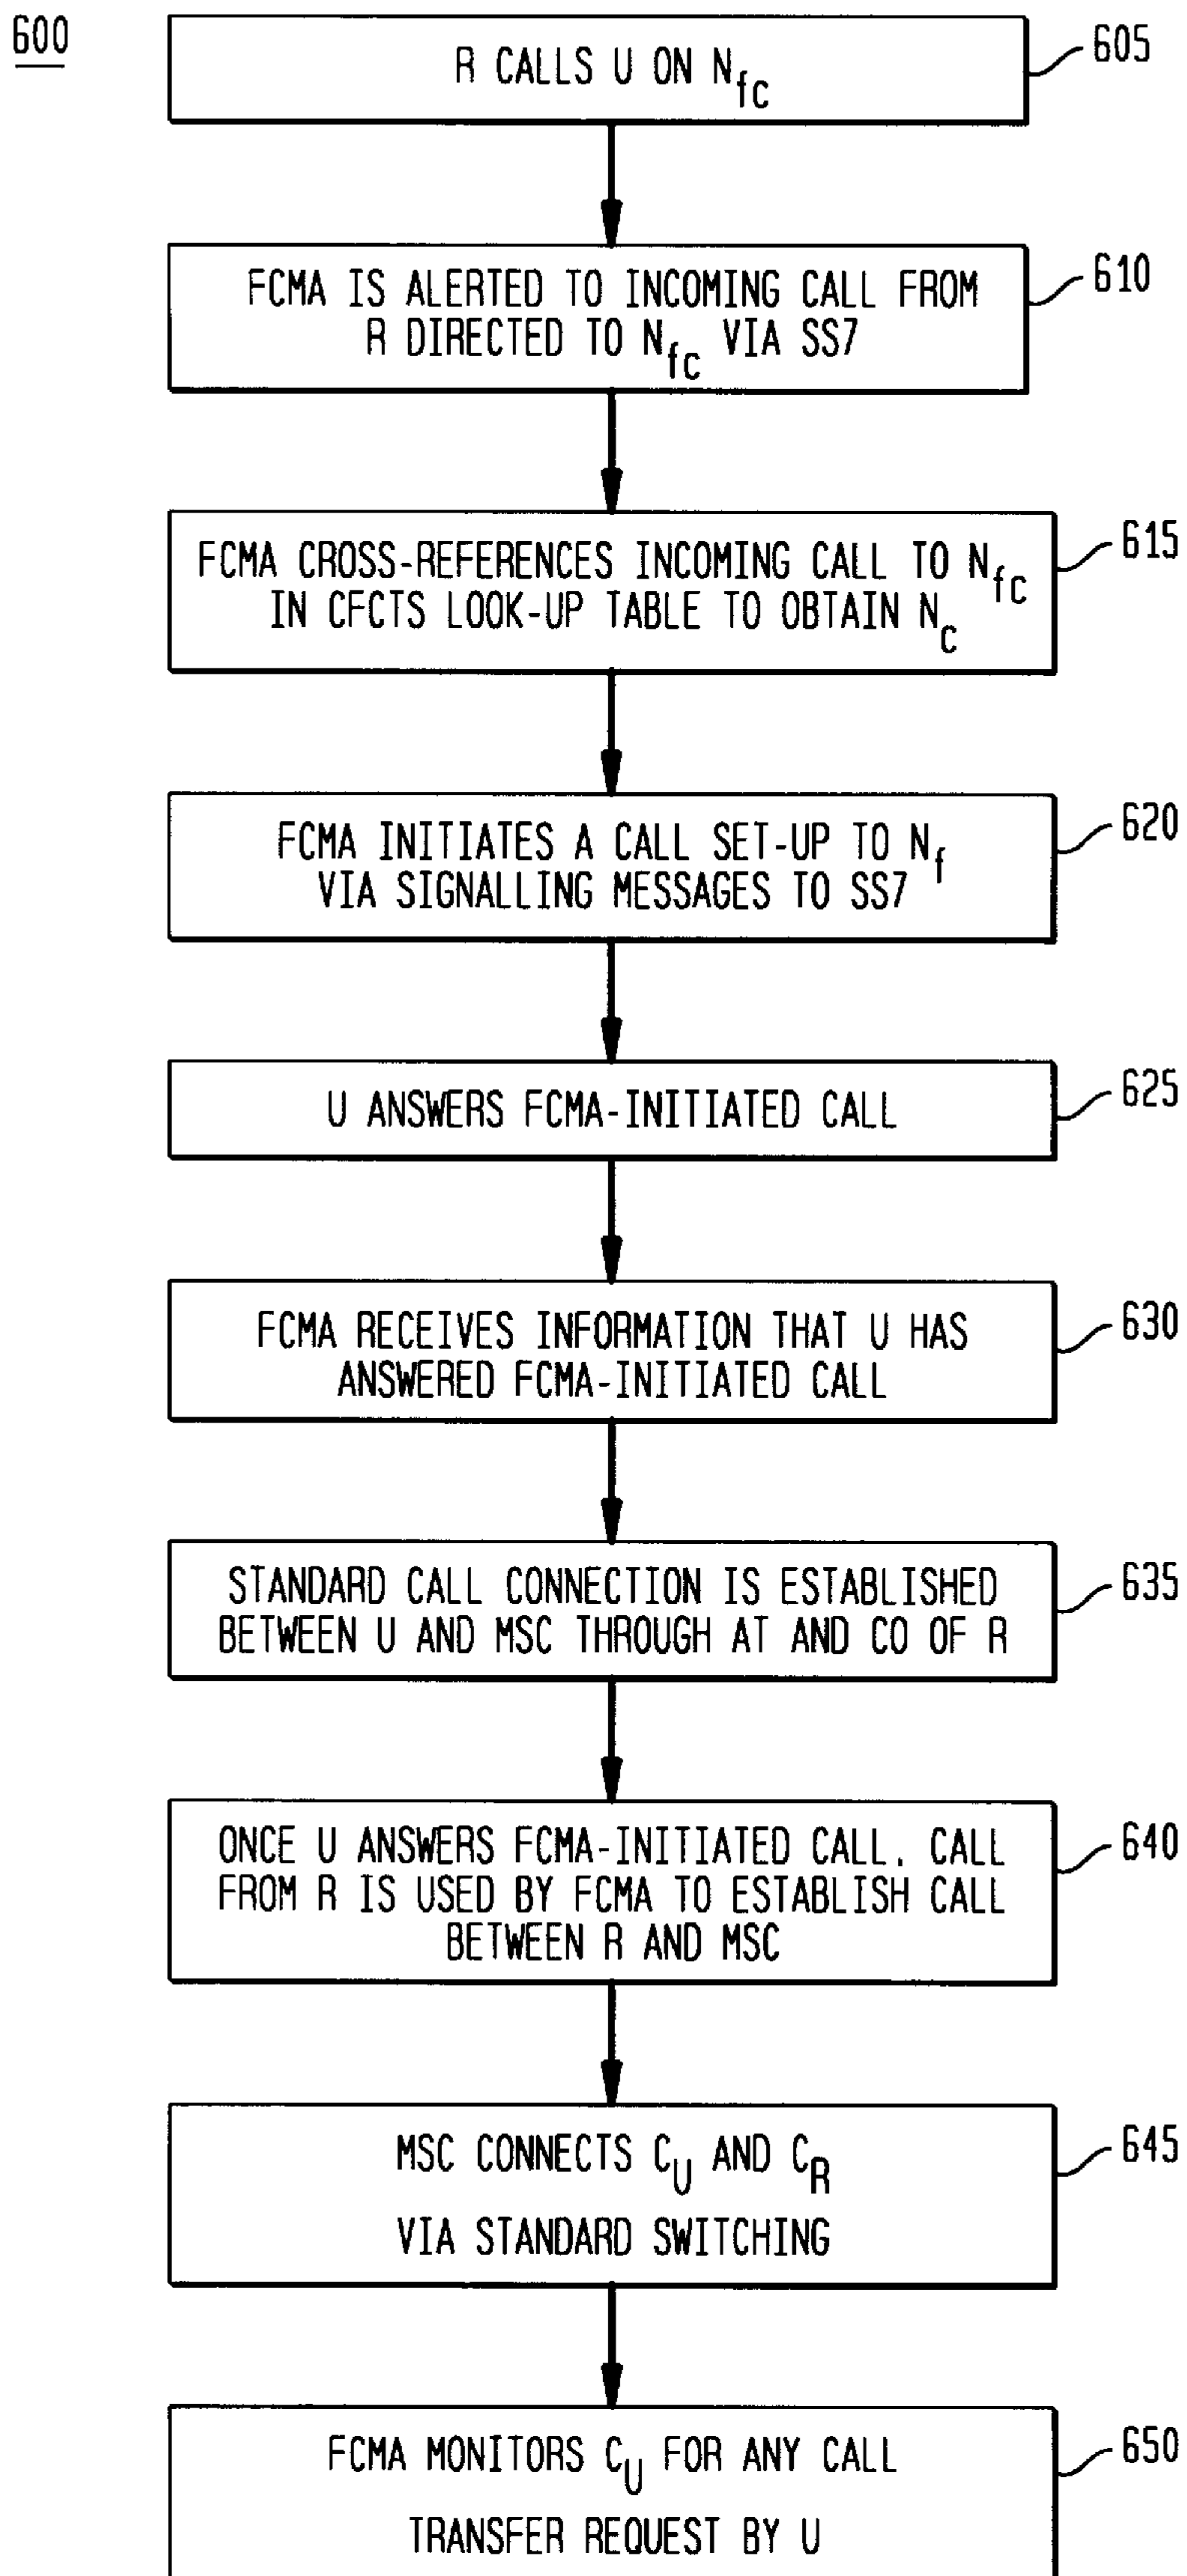 600
R CALLS U ON Nfc
605
FCMA IS ALERTED TO INCOMING CALL FROM
R DIRECTED TO Nfc VIA SS7
610
FCMA CROSS-REFERENCES INCOMING CALL TO Nfc
IN CFCTS LOOK-UP TABLE TO OBTAIN Nc
615
FCMA INITIATES A CALL SET-UP TO Nf
VIA SIGNALLING MESSAGES TO SS7
620
U ANSWERS FCMA-INITIATED CALL
625
FCMA RECEIVES INFORMATION THAT U HAS
ANSWERED FCMA-INITIATED CALL
630
STANDARD CALL CONNECTION IS ESTABLISHED
BETWEEN U AND MSC THROUGH AT AND CO OF R
635
ONCE U ANSWERS FCMA-INITIATED CALL, CALL
FROM R IS USED BY FCMA TO ESTABLISH CALL
BETWEEN R AND MSC
640
MSC CONNECTS CU AND CR
VIA STANDARD SWITCHING
645
FCMA MONITORS CU FOR ANY CALL
TRANSFER REQUEST BY U
650